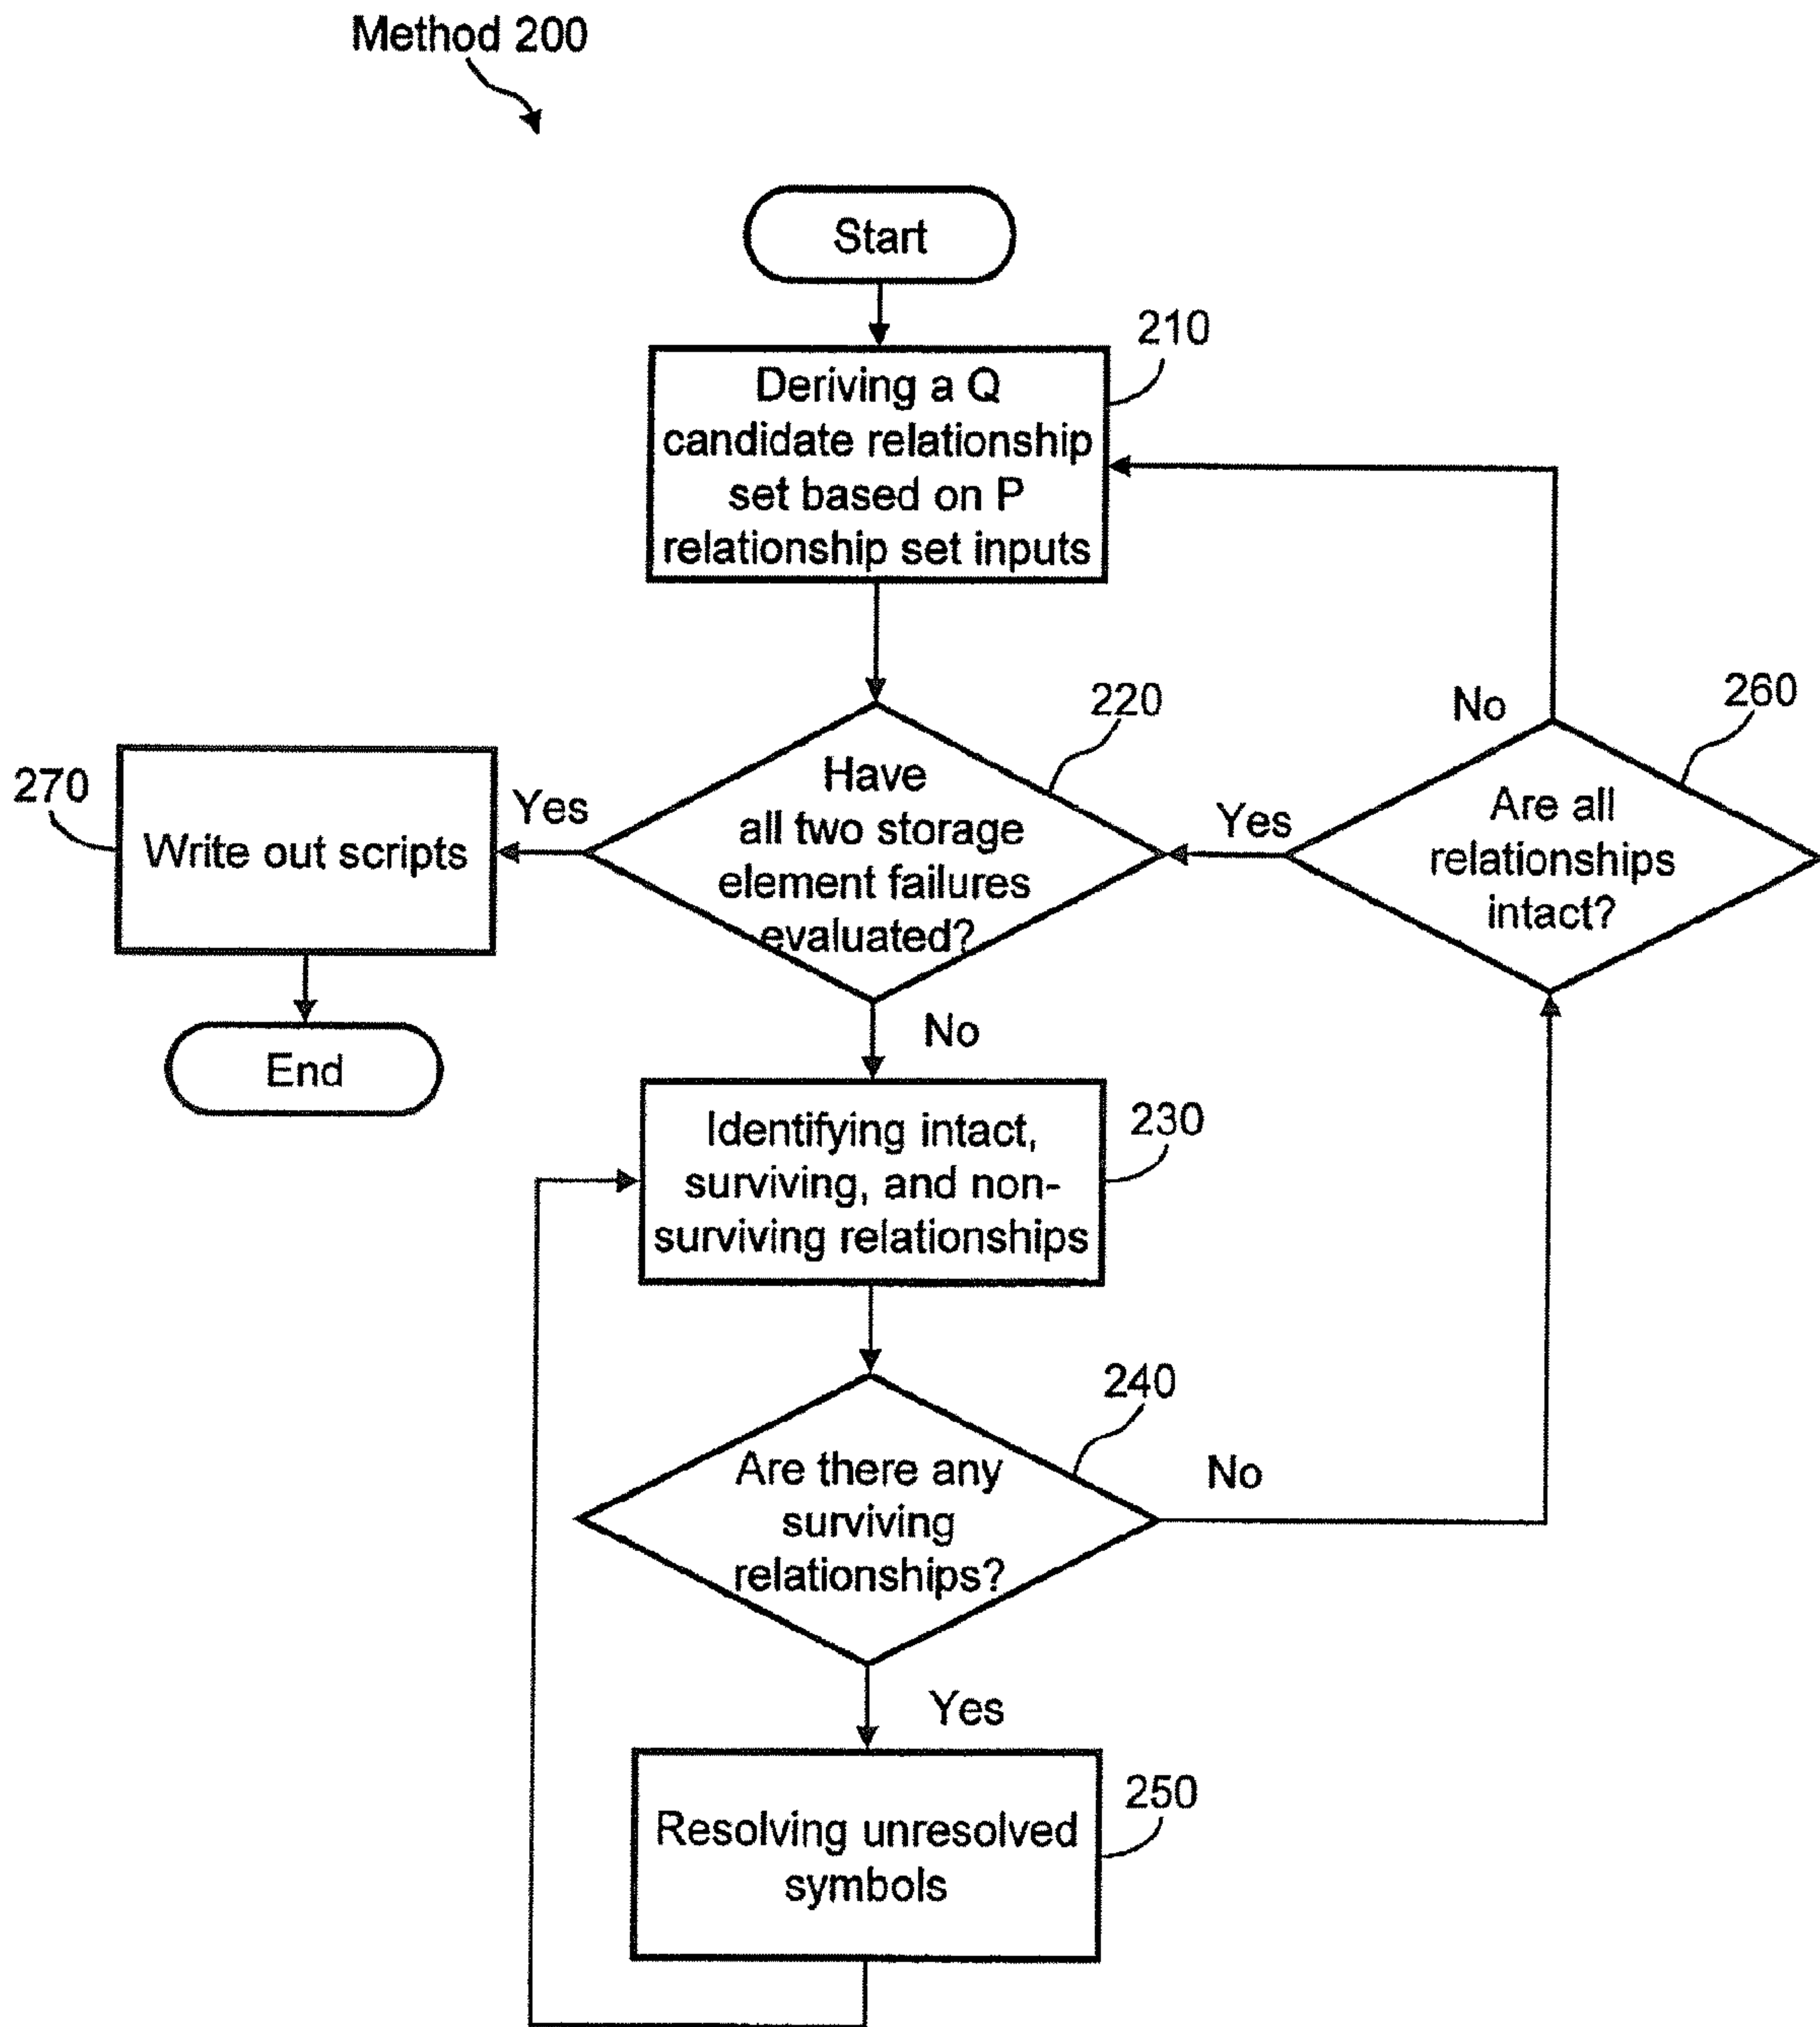 Method 200
Start
210
Deriving a Q
candidate relationship
set based on P
relationship set inputs
220
260
No
Have
all two storage
element failures
evaluated?
Yes
Yes
Are all
relationships
intact?
270
Write out scripts
End
No
230
Identifying intact,
surviving, and non-
surviving relationships
240
Are there any
surviving
relationships?
No
Yes
250
Resolving unresolved
symbols